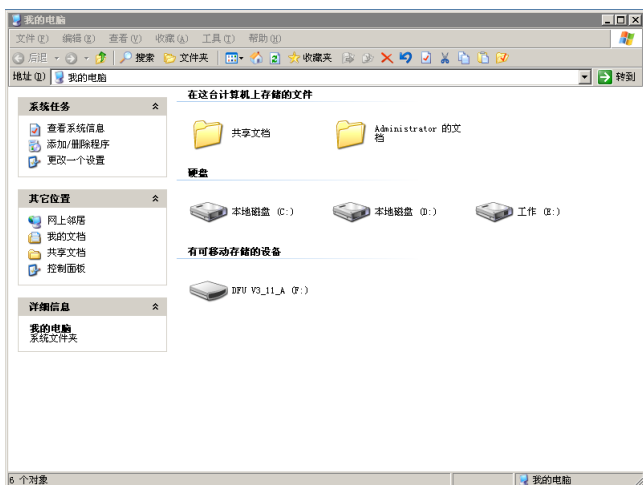 我的电脑
文件(F) 编辑(E) 查看(V) 收藏(A) 工具(T) 帮助(H)
后退 搜索 文件夹 收藏夹
地址(D) 我的电脑 转到
系统任务
查看系统信息
添加/删除程序
更改一个设置
其它位置
网上邻居
我的文档
共享文档
控制面板
详细信息
我的电脑
系统文件夹
在这台计算机上存储的文件
共享文档
Administrator 的文
档
硬盘
本地磁盘 (C:) 本地磁盘 (D:) 工作 (E:)
有可移动存储的设备
DFU V3_11_A (F:)
6 个对象 我的电脑